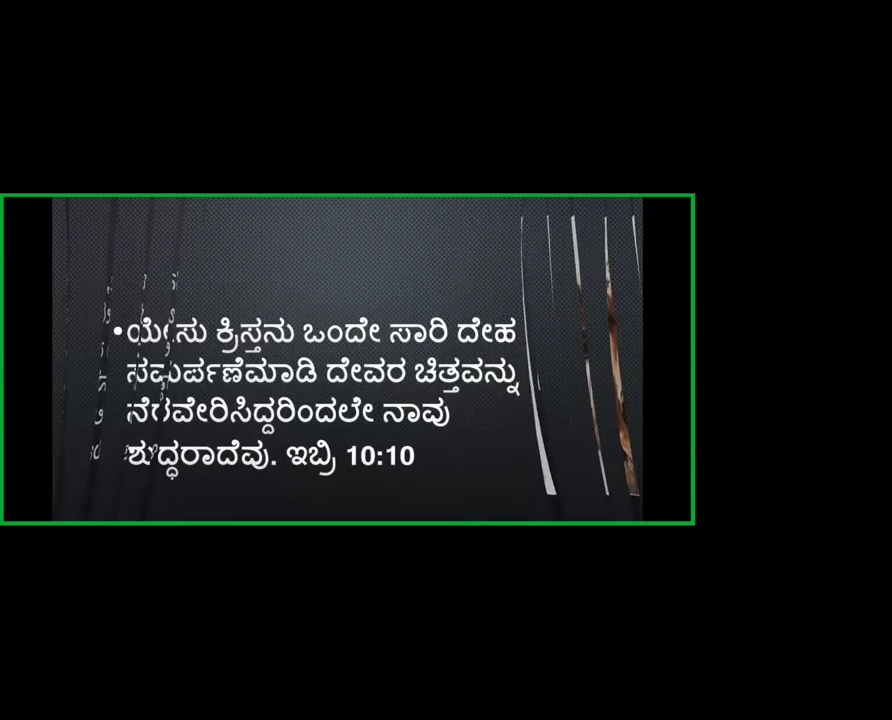 •ಯೇಸು ಕ್ರಿಸ್ತನು ಒಂದೇ ಸಾರಿ ದೇಹ
ಸಮರ್ಪಣೆಮಾಡಿ ದೇವರ ಚಿತ್ತವನ್ನು
ನೆರವೇರಿಸಿದ್ದರಿಂದಲೇ ನಾವು
ಶುದ್ಧರಾದೆವು. ಇಬ್ರಿ 10:10